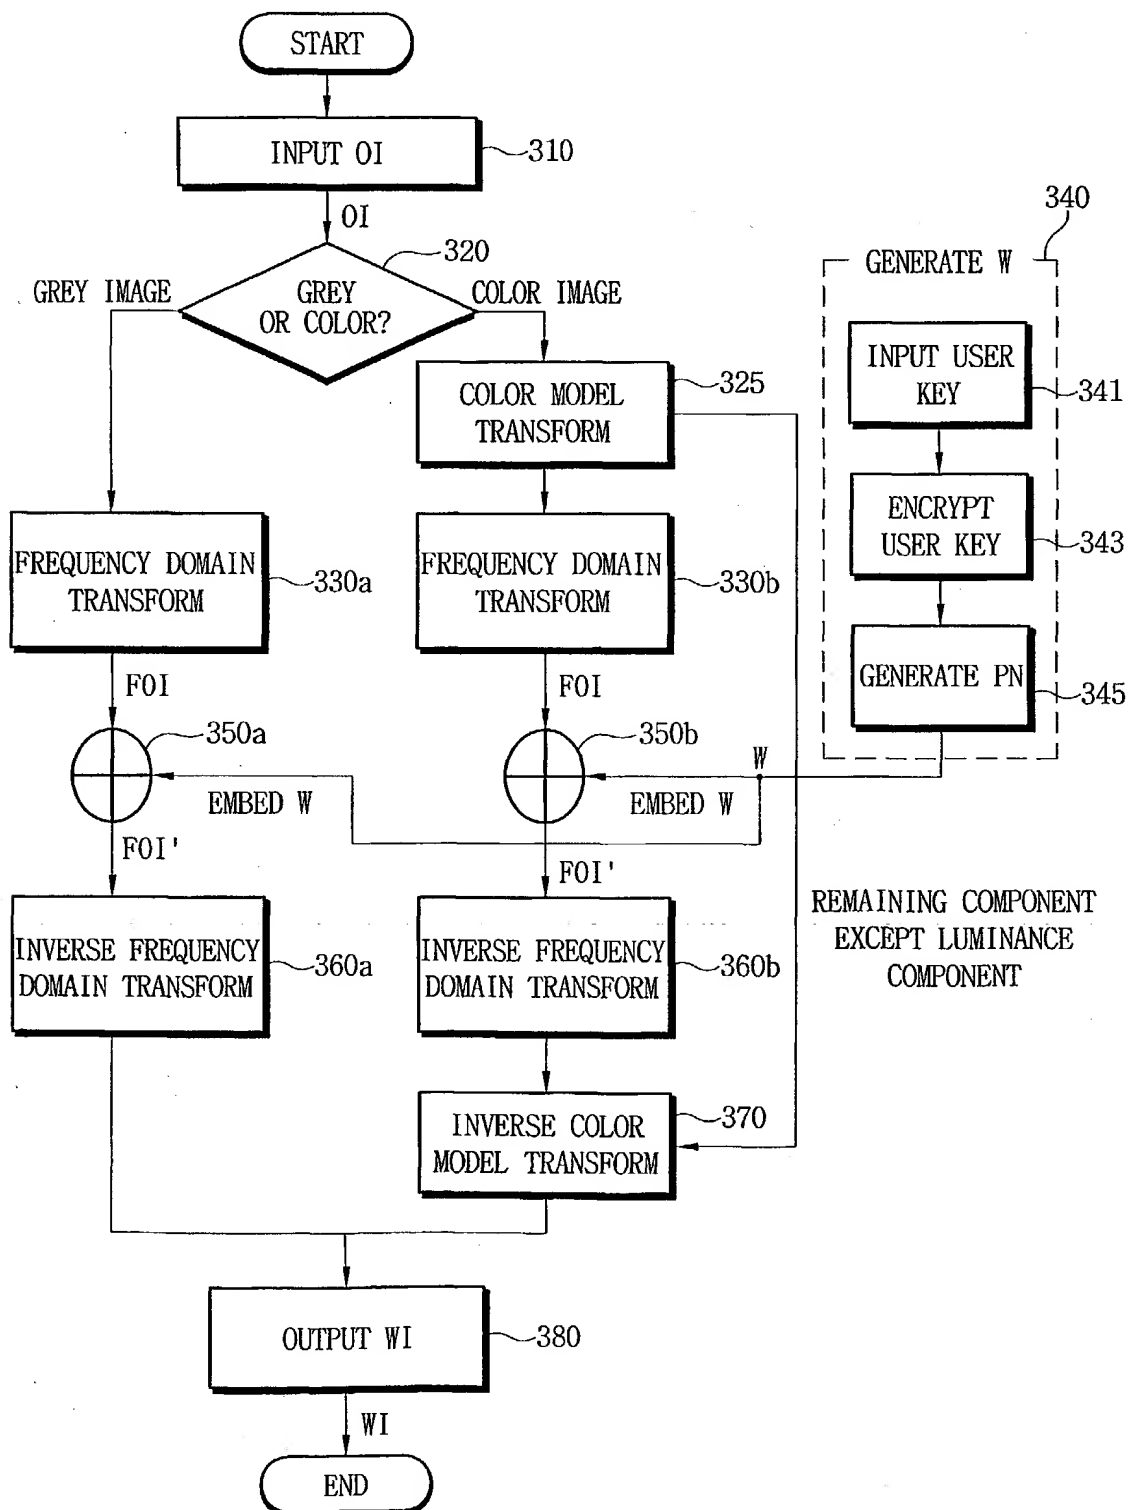 START
INPUT OI
310
OI
320
340
GENERATE W
GREY IMAGE
GREY
OR COLOR?
COLOR IMAGE
INPUT USER
KEY
341
COLOR MODEL
TRANSFORM
325
ENCRYPT
USER KEY
343
FREQUENCY DOMAIN
TRANSFORM
330a
FREQUENCY DOMAIN
TRANSFORM
330b
GENERATE PN
345
FOI
FOI
350a
350b
W
EMBED W
EMBED W
FOI'
FOI'
REMAINING COMPONENT
EXCEPT LUMINANCE
COMPONENT
INVERSE FREQUENCY
DOMAIN TRANSFORM
360a
INVERSE FREQUENCY
DOMAIN TRANSFORM
360b
INVERSE COLOR
MODEL TRANSFORM
370
OUTPUT WI
380
WI
END